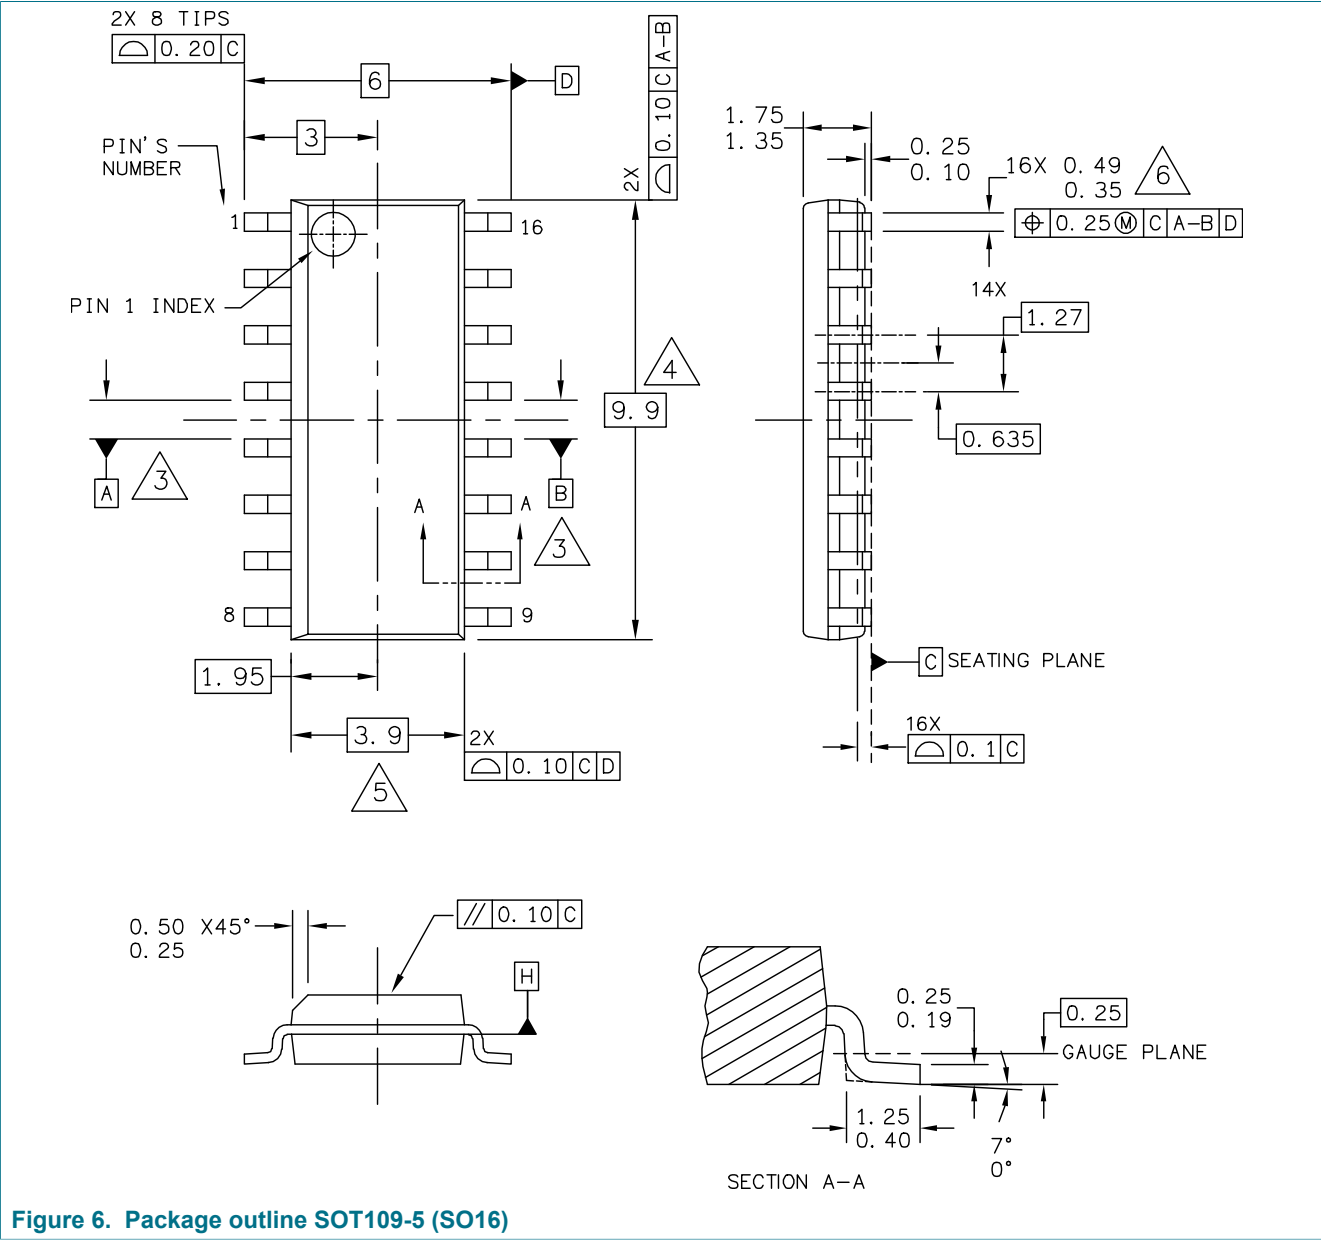 2X 8 TIPS
⌓ 0.20 C
6
D
3
PIN'S
NUMBER
1
16
PIN 1 INDEX
2X
⌓ 0.10 C A-B
4
9.9
A
3
B
3
A
A
8
9
1.95
3.9
2X
⌓ 0.10 C D
5
1.75
1.35
0.25
0.10
16X 0.49
0.35
6
⌖ 0.25 Ⓜ C A-B D
14X
1.27
0.635
C SEATING PLANE
16X
⌓ 0.1 C
0.50 X45°
0.25
// 0.10 C
H
0.25
0.19
0.25
GAUGE PLANE
1.25
0.40
7°
0°
SECTION A-A
Figure 6. Package outline SOT109-5 (SO16)